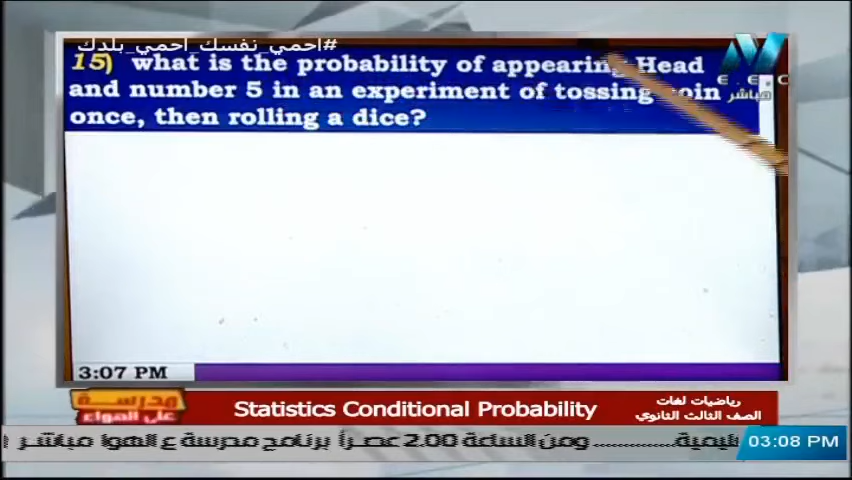 #احمي_نفسك_احمي_بلدك
15) what is the probability of appearing Head
and number 5 in an experiment of tossing coin
once, then rolling a dice?
E.E.C
مباشر
3:07 PM
مدرسة
على الهواء
Statistics Conditional Probability
رياضيات لغات
الصف الثالث الثانوي
ومن الساعة 2.00 عصراً برنامج مدرسة ع الهوا مباشر
03:08 PM